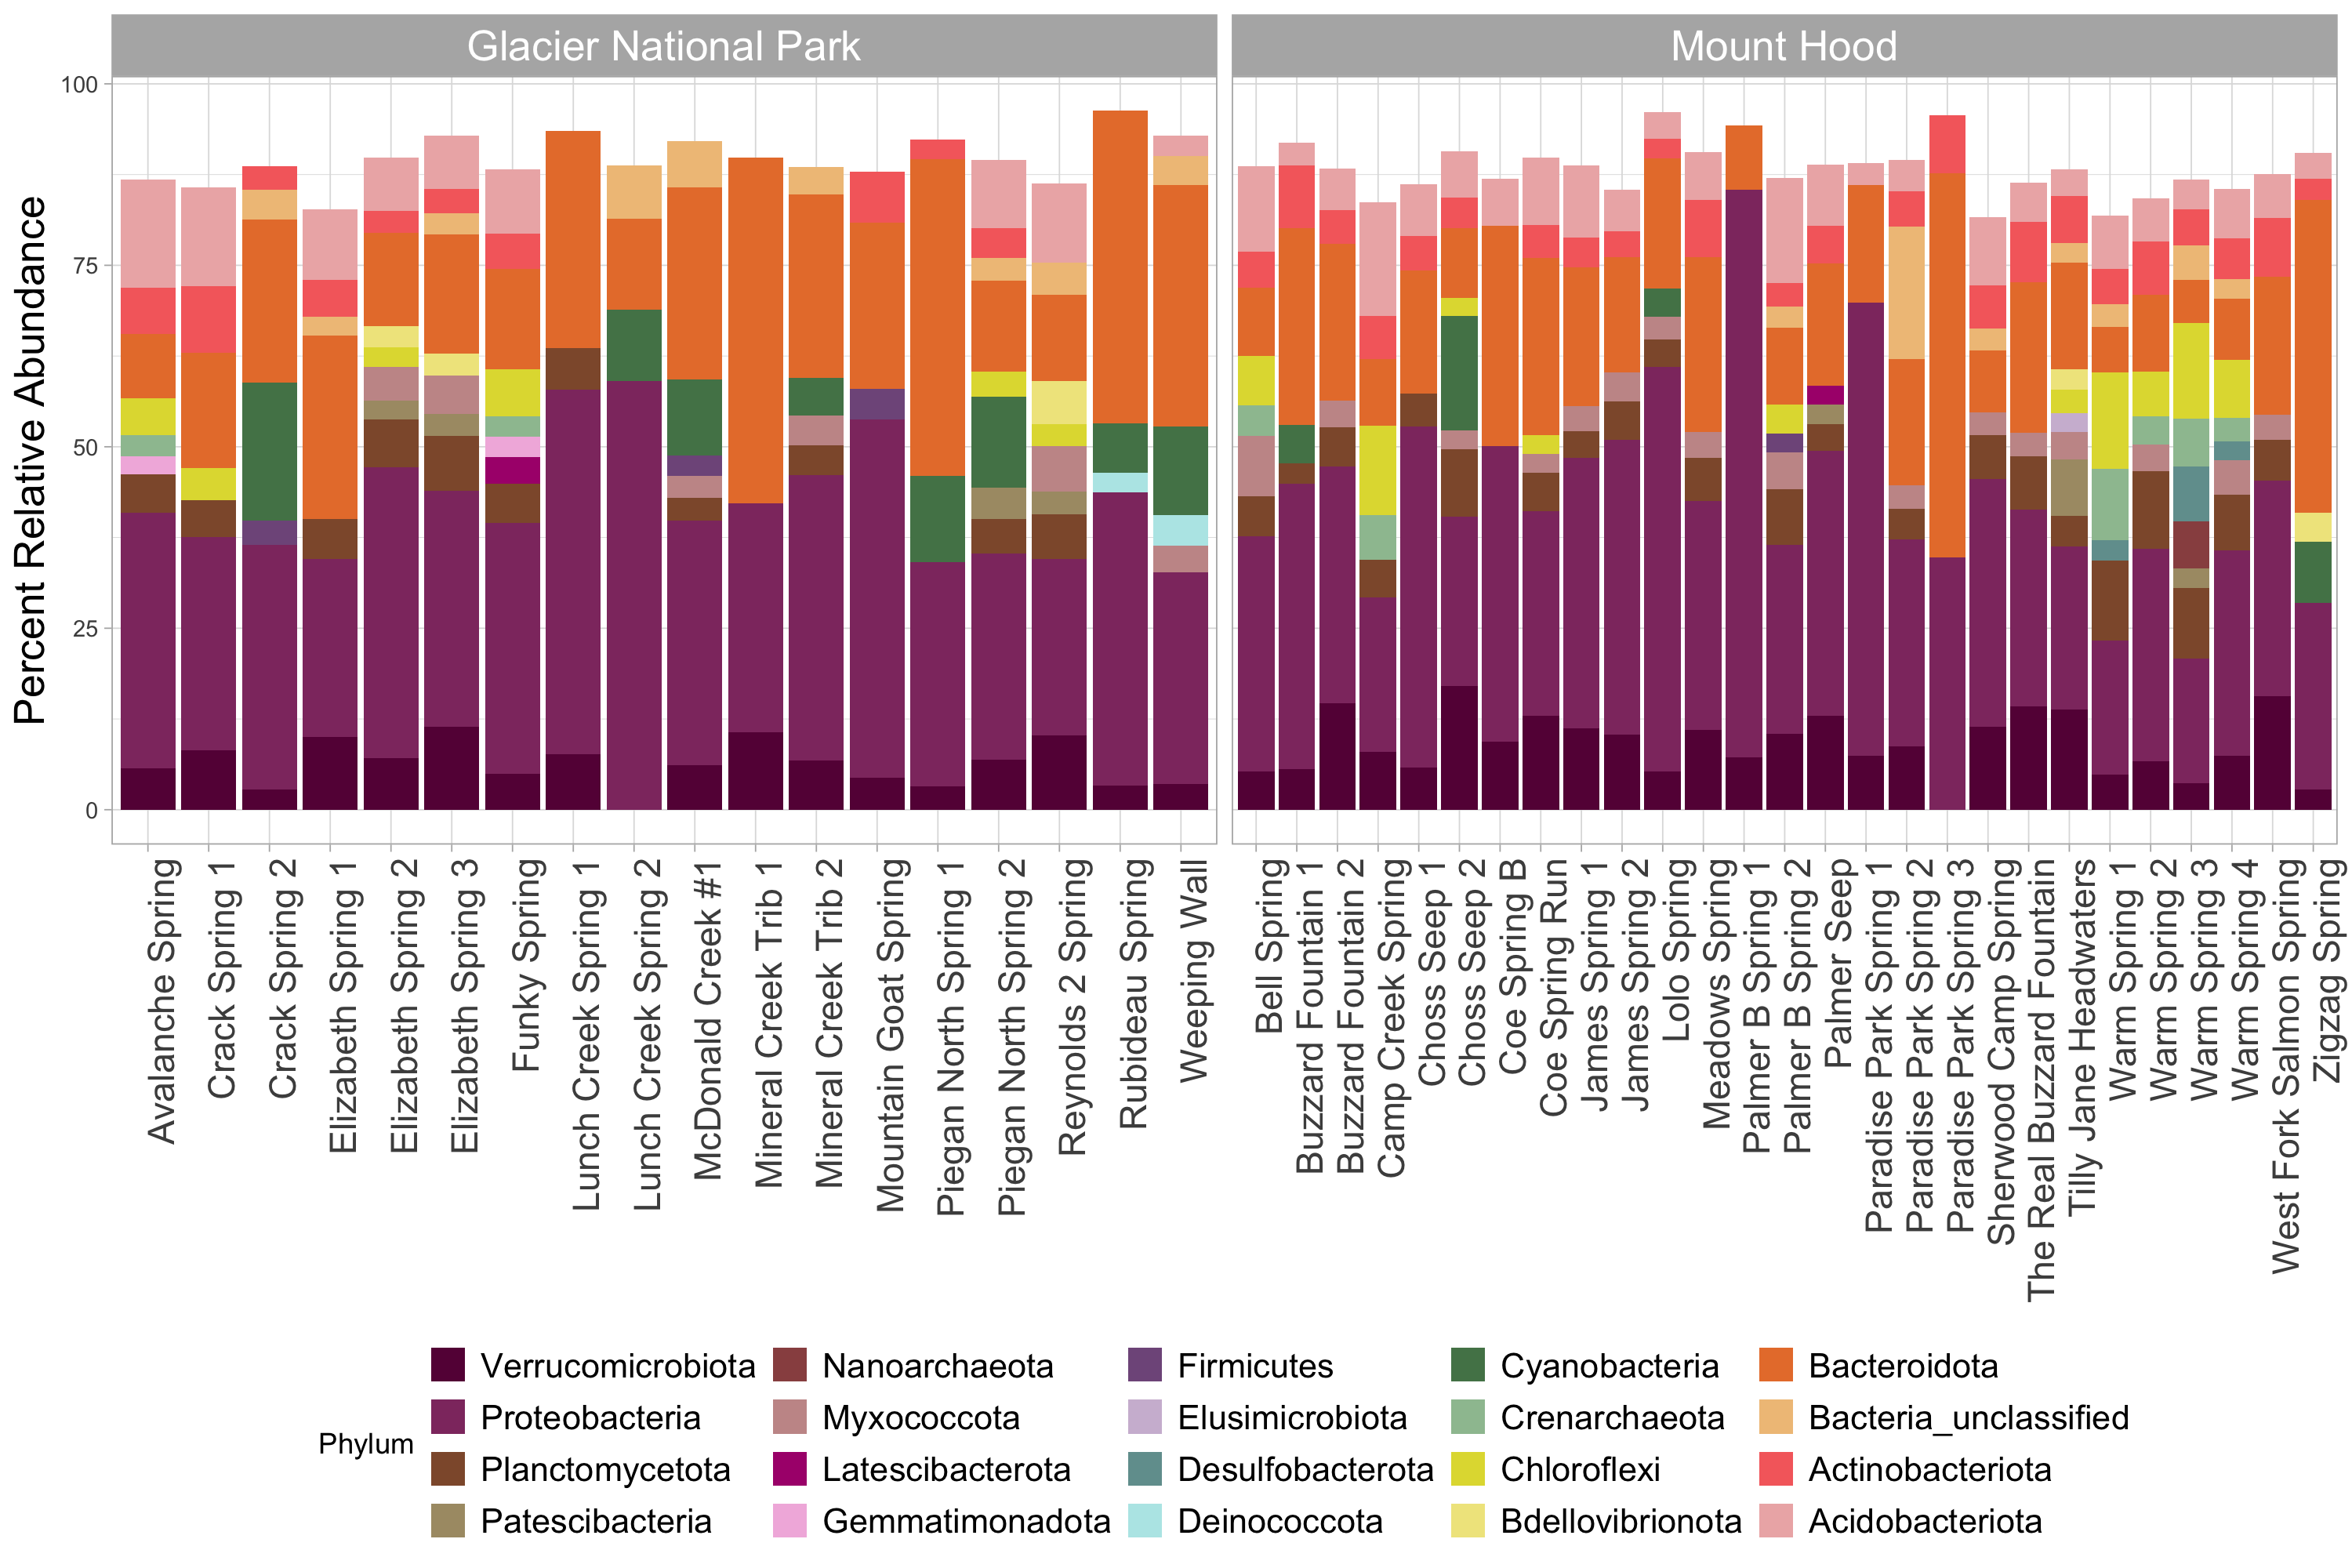 Glacier National Park
Mount Hood
Percent Relative Abundance
100
75
50
25
0
Avalanche Spring
Crack Spring 1
Crack Spring 2
Elizabeth Spring 1
Elizabeth Spring 2
Elizabeth Spring 3
Funky Spring
Lunch Creek Spring 1
Lunch Creek Spring 2
McDonald Creek #1
Mineral Creek Trib 1
Mineral Creek Trib 2
Mountain Goat Spring
Piegan North Spring 1
Piegan North Spring 2
Reynolds 2 Spring
Rubideau Spring
Weeping Wall
Bell Spring
Buzzard Fountain 1
Buzzard Fountain 2
Camp Creek Spring
Choss Seep 1
Choss Seep 2
Coe Spring B
Coe Spring Run
James Spring 1
James Spring 2
Lolo Spring
Meadows Spring
Palmer B Spring 1
Palmer B Spring 2
Palmer Seep
Paradise Park Spring 1
Paradise Park Spring 2
Paradise Park Spring 3
Sherwood Camp Spring
The Real Buzzard Fountain
Tilly Jane Headwaters
Warm Spring 1
Warm Spring 2
Warm Spring 3
Warm Spring 4
West Fork Salmon Spring
Zigzag Spring
Phylum
Verrucomicrobiota
Proteobacteria
Planctomycetota
Patescibacteria
Nanoarchaeota
Myxococcota
Latescibacterota
Gemmatimonadota
Firmicutes
Elusimicrobiota
Desulfobacterota
Deinococcota
Cyanobacteria
Crenarchaeota
Chloroflexi
Bdellovibrionota
Bacteroidota
Bacteria_unclassified
Actinobacteriota
Acidobacteriota